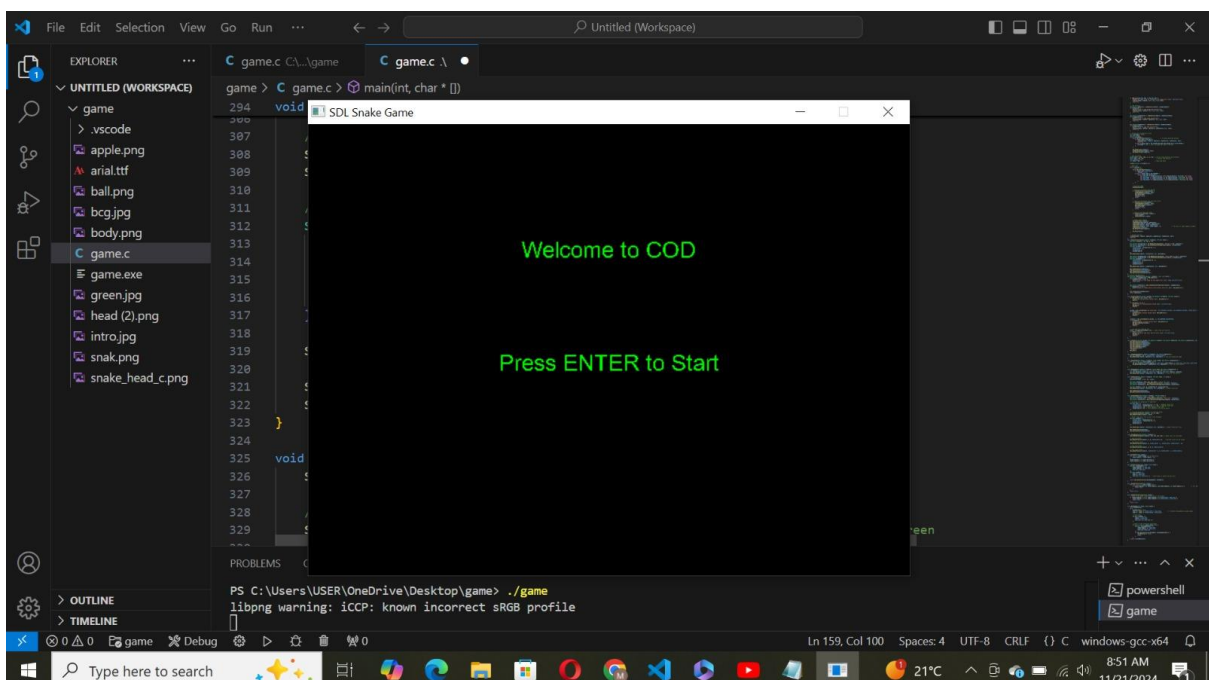 File Edit Selection View Go Run ··· Untitled (Workspace)
EXPLORER ···
game.c C:\...\game
game.c .\
UNTITLED (WORKSPACE)
game
.vscode
apple.png
arial.ttf
ball.png
bcg.jpg
body.png
game.c
game.exe
green.jpg
head (2).png
intro.jpg
snak.png
snake_head_c.png
OUTLINE
TIMELINE
game > C game.c > main(int, char * [])
294 void
SDL Snake Game
307
308
309
310
311
312
313
314
315
316
317
318
319
320
321
322
323 }
324
325 void
326
327
328
329 een
Welcome to COD
Press ENTER to Start
PROBLEMS
PS C:\Users\USER\OneDrive\Desktop\game> ./game
libpng warning: iCCP: known incorrect sRGB profile
powershell
game
0 0 game Debug 0 Ln 159, Col 100 Spaces: 4 UTF-8 CRLF {} C windows-gcc-x64
Type here to search 21°C 8:51 AM
11/21/2024